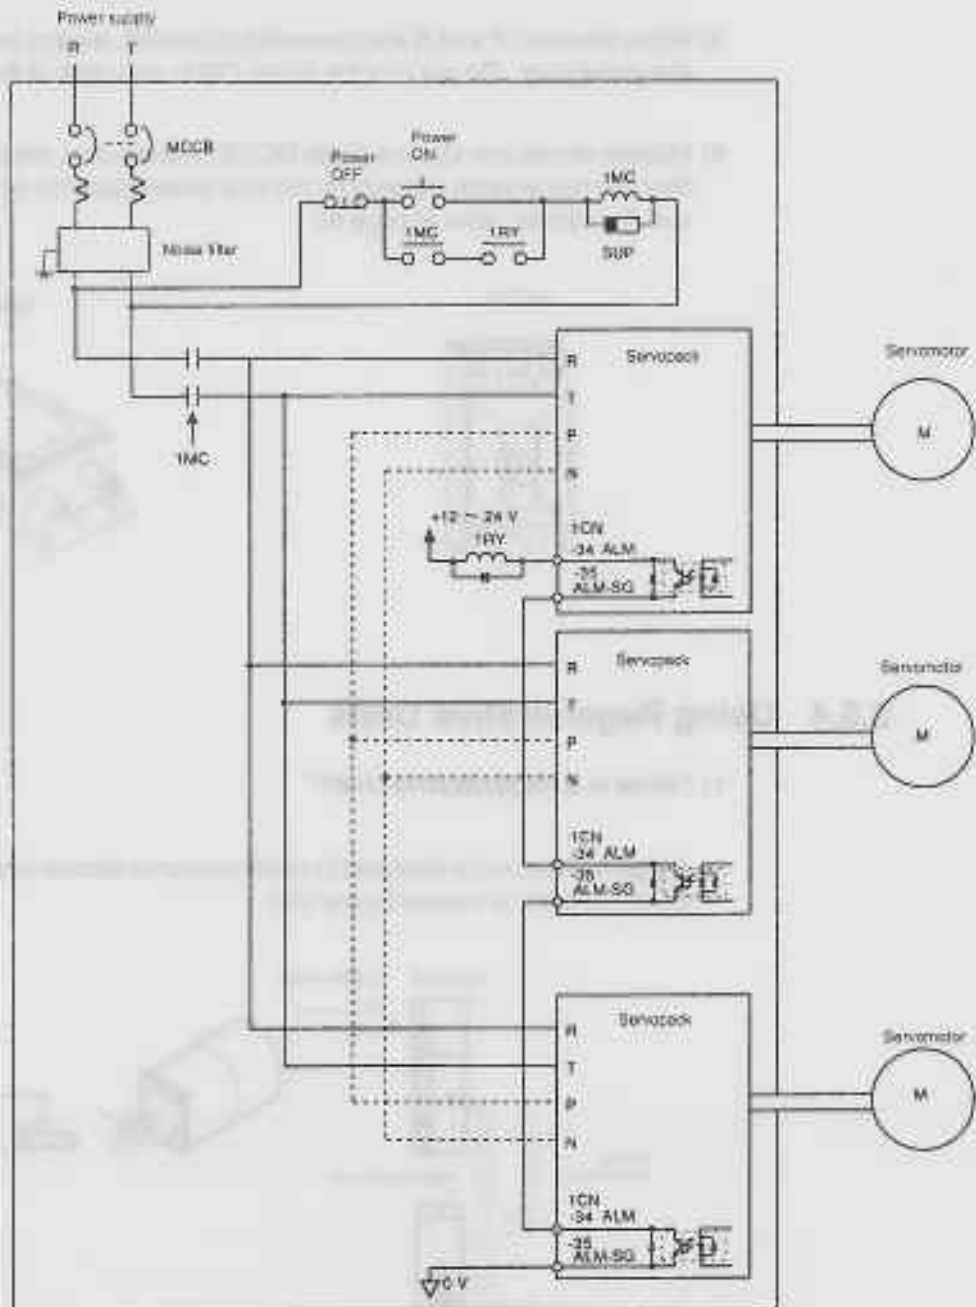 Power supply
R T
MCCB
Power
OFF
Power
ON
1MC
1MC 1RY
SUP
Noise filter
1MC
Servopack
R
T
P
N
Servomotor
M
+12 ~ 24 V
1RY
1CN
-34 ALM
-35
ALM-SG
Servopack
R
T
P
N
Servomotor
M
1CN
-34 ALM
-35
ALM-SG
Servopack
R
T
P
N
Servomotor
M
1CN
-34 ALM
-35
ALM-SG
0 V